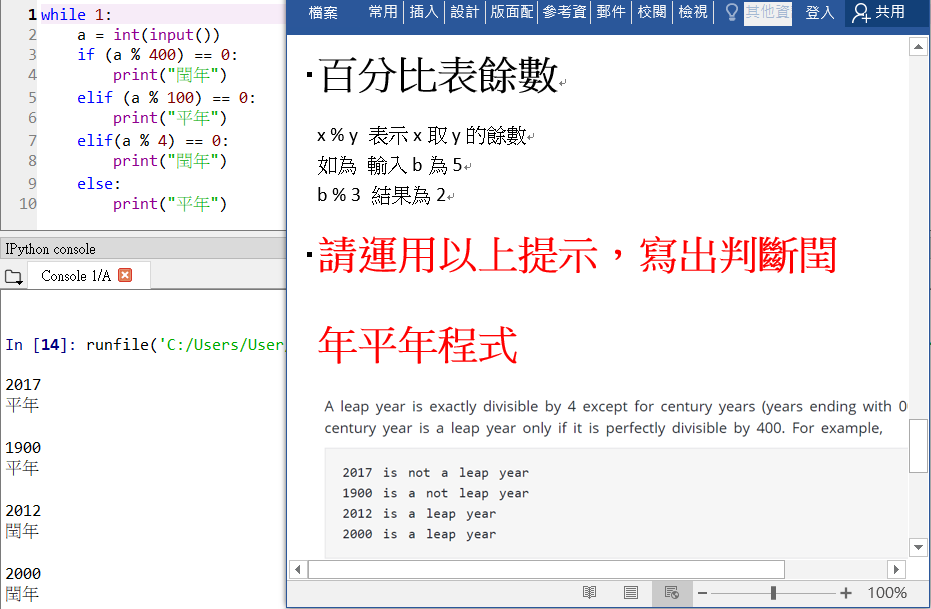 1 while 1:
2 a = int(input())
3 if (a % 400) == 0:
4 print("閏年")
5 elif (a % 100) == 0:
6 print("平年")
7 elif(a % 4) == 0:
8 print("閏年")
9 else:
10 print("平年")
IPython console
Console 1/A
In [14]: runfile('C:/Users/User
2017
平年
1900
平年
2012
閏年
2000
閏年
檔案 常用 插入 設計 版面配 參考資 郵件 校閱 檢視 其他資 登入 共用
百分比表餘數
x % y 表示 x 取 y 的餘數
如為 輸入 b 為 5
b % 3 結果為 2
請運用以上提示，寫出判斷閏
年平年程式
A leap year is exactly divisible by 4 except for century years (years ending with 0
century year is a leap year only if it is perfectly divisible by 400. For example,
2017 is not a leap year
1900 is a not leap year
2012 is a leap year
2000 is a leap year
100%